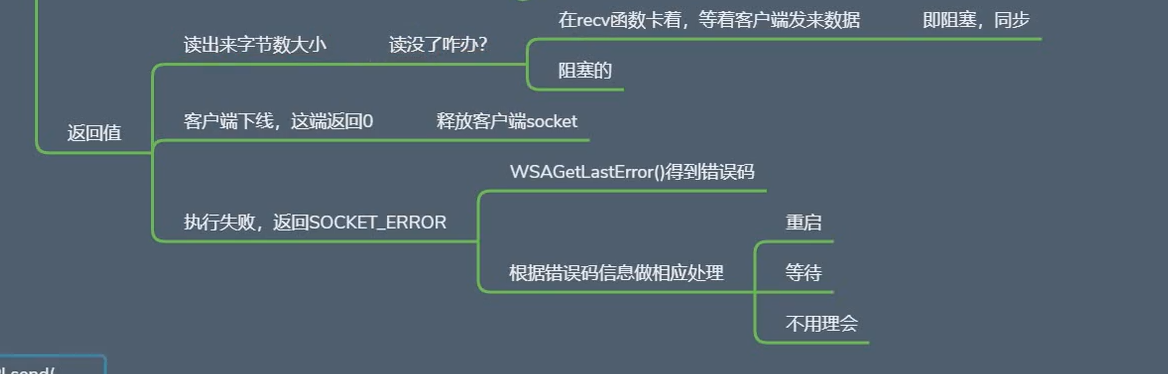 在recv函数卡着，等着客户端发来数据 即阻塞，同步
读出来字节数大小 读没了咋办？
阻塞的
返回值
客户端下线，这端返回0 释放客户端socket
WSAGetLastError()得到错误码
执行失败，返回SOCKET_ERROR
重启
根据错误码信息做相应处理
等待
不用理会
send(